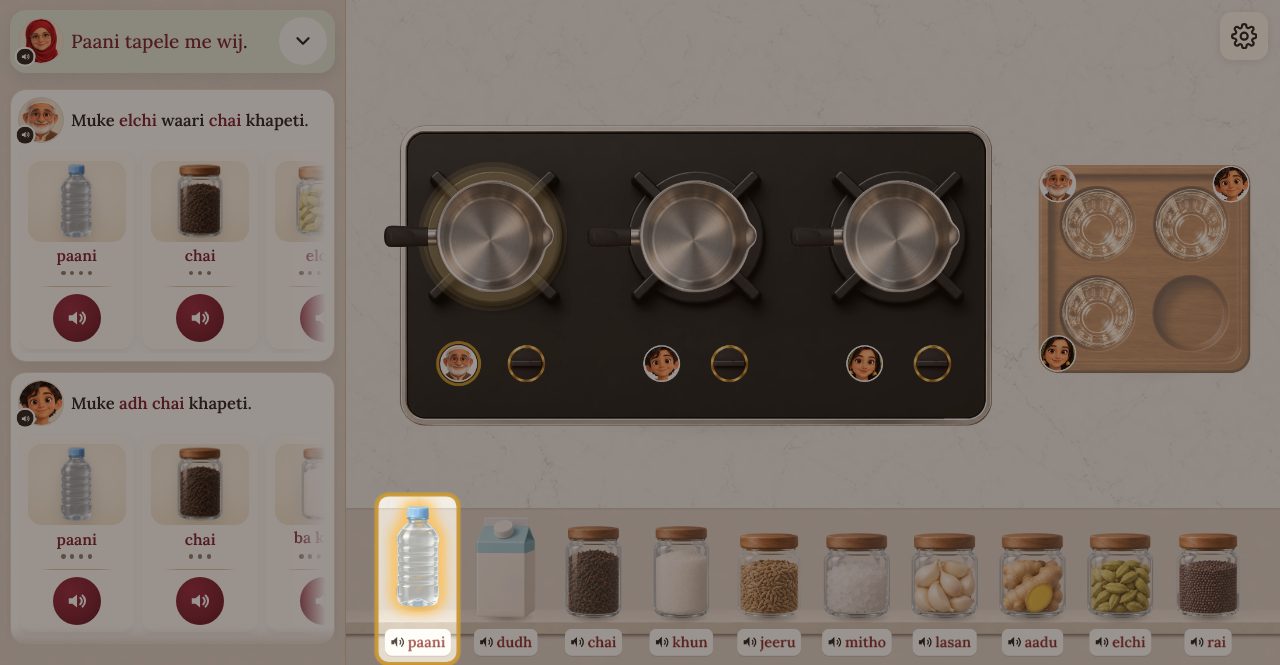 Paani tapele me wij.
Muke elchi waari chai khapeti.
paani
chai
Muke adh chai khapeti.
paani
chai
paani
dudh
chai
khun
jeeru
mitho
lasan
aadu
elchi
rai